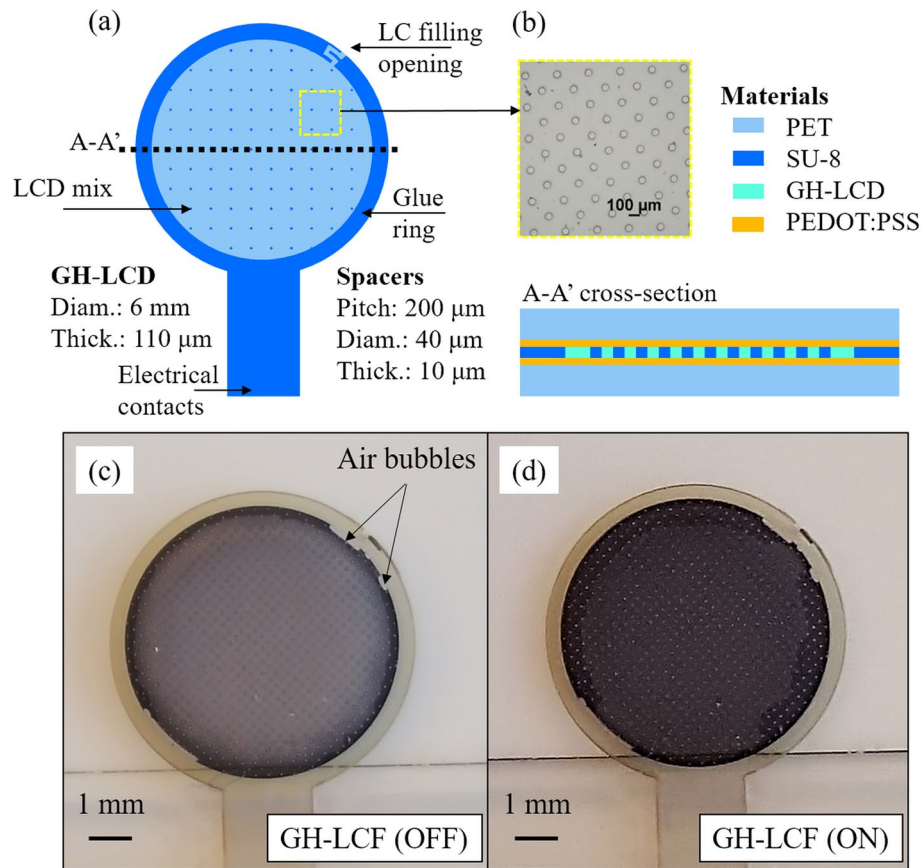 (a)
LC filling
opening
A-A'
LCD mix
Glue
ring
GH-LCD
Diam.: 6 mm
Thick.: 110 μm
Spacers
Pitch: 200 μm
Diam.: 40 μm
Thick.: 10 μm
Electrical
contacts
(b)
100 μm
Materials
PET
SU-8
GH-LCD
PEDOT:PSS
A-A' cross-section
(c)
Air bubbles
1 mm
GH-LCF (OFF)
(d)
1 mm
GH-LCF (ON)